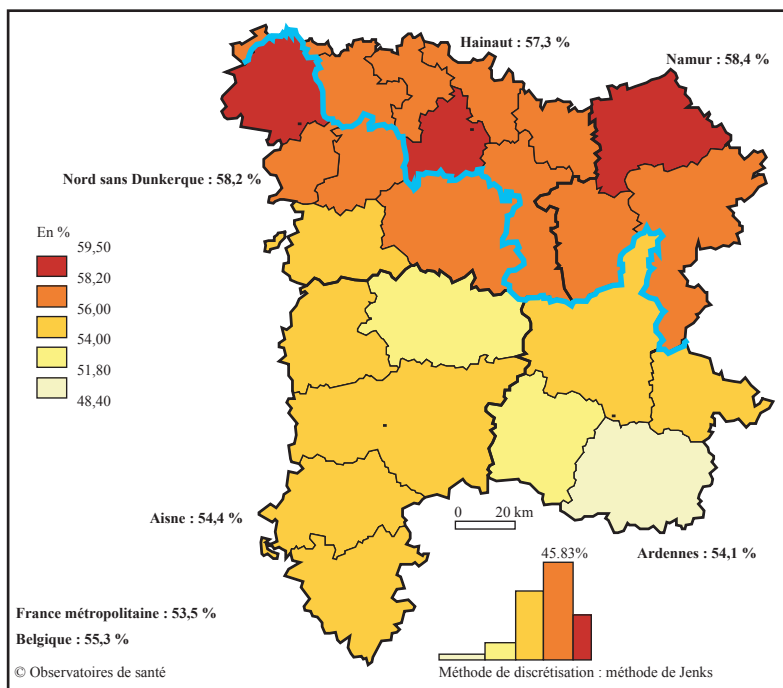 Hainaut : 57,3 %
Namur : 58,4 %
Nord sans Dunkerque : 58,2 %
En %
59,50
58,20
56,00
54,00
51,80
48,40
Aisne : 54,4 %
0 20 km
45.83%
Ardennes : 54,1 %
France métropolitaine : 53,5 %
Belgique : 55,3 %
© Observatoires de santé
Méthode de discrétisation : méthode de Jenks